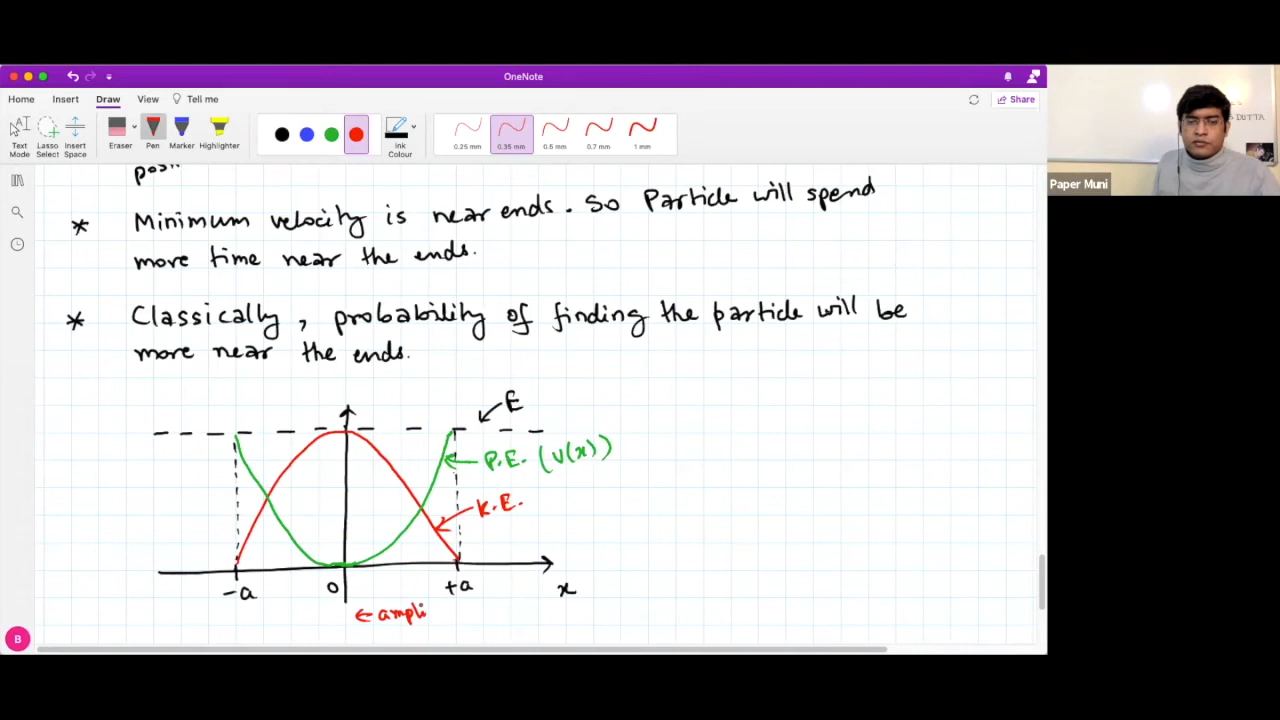 OneNote
Home Insert Draw View Tell me
Share
Text Mode
Lasso Select
Insert Space
Eraser
Pen
Marker
Highlighter
0.25 mm
0.35 mm
0.5 mm
0.7 mm
1 mm
Ink Colour
DUTTA
Paper Muni
* Minimum velocity is near ends. So Particle will spend
more time near the ends.
* Classically, probability of finding the particle will be
more near the ends.
E
P.E. (V(x))
K.E.
-a 0 +a x
← ampli
B